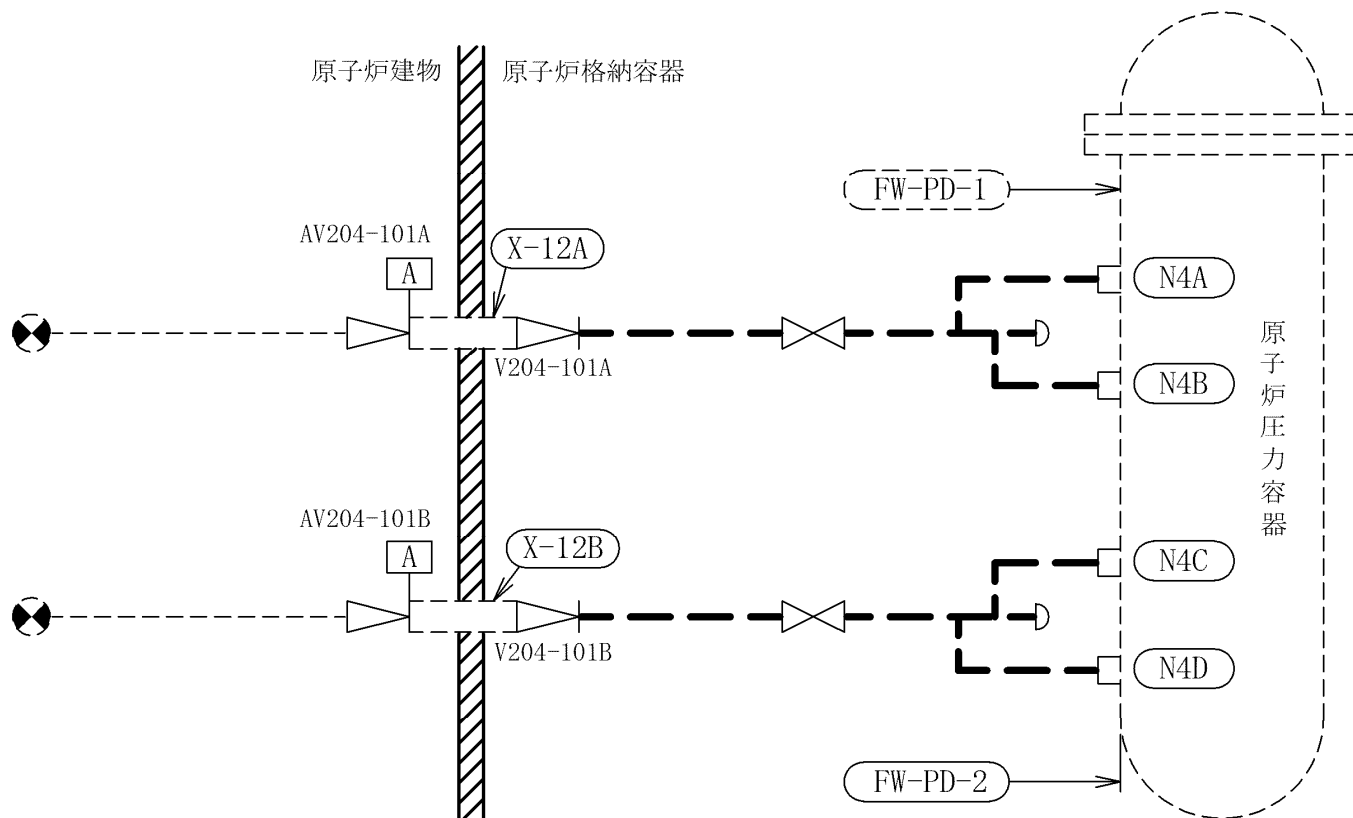 原子炉建物
原子炉格納容器
FW-PD-1
AV204-101A
A
X-12A
N4A
V204-101A
N4B
原子炉圧力容器
AV204-101B
A
X-12B
N4C
V204-101B
N4D
FW-PD-2